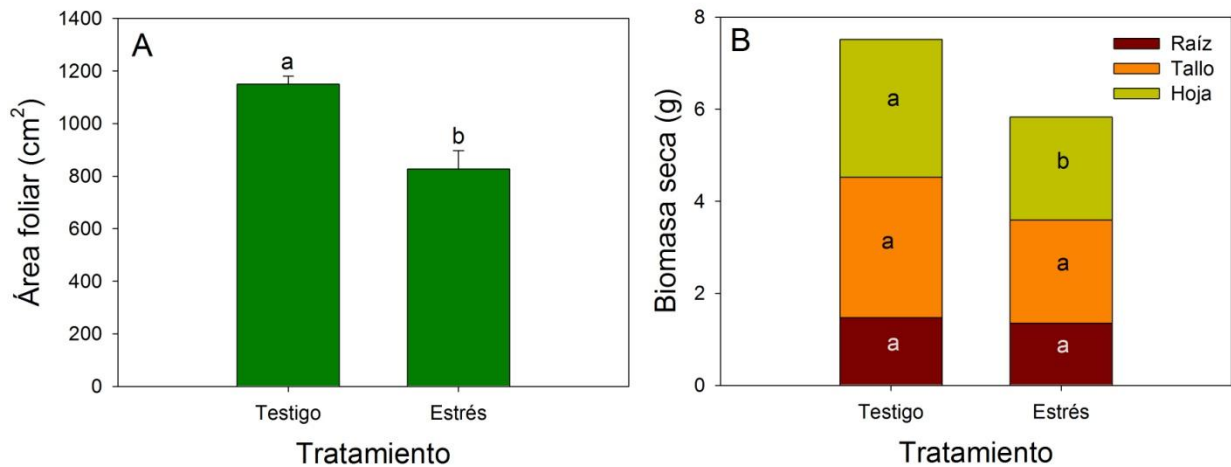 A
Área foliar (cm²)
1400
1200
1000
800
600
400
200
0
a
b
Testigo
Estrés
Tratamiento
B
Biomasa seca (g)
8
6
4
2
0
Raíz
Tallo
Hoja
a
b
a
a
a
a
Testigo
Estrés
Tratamiento